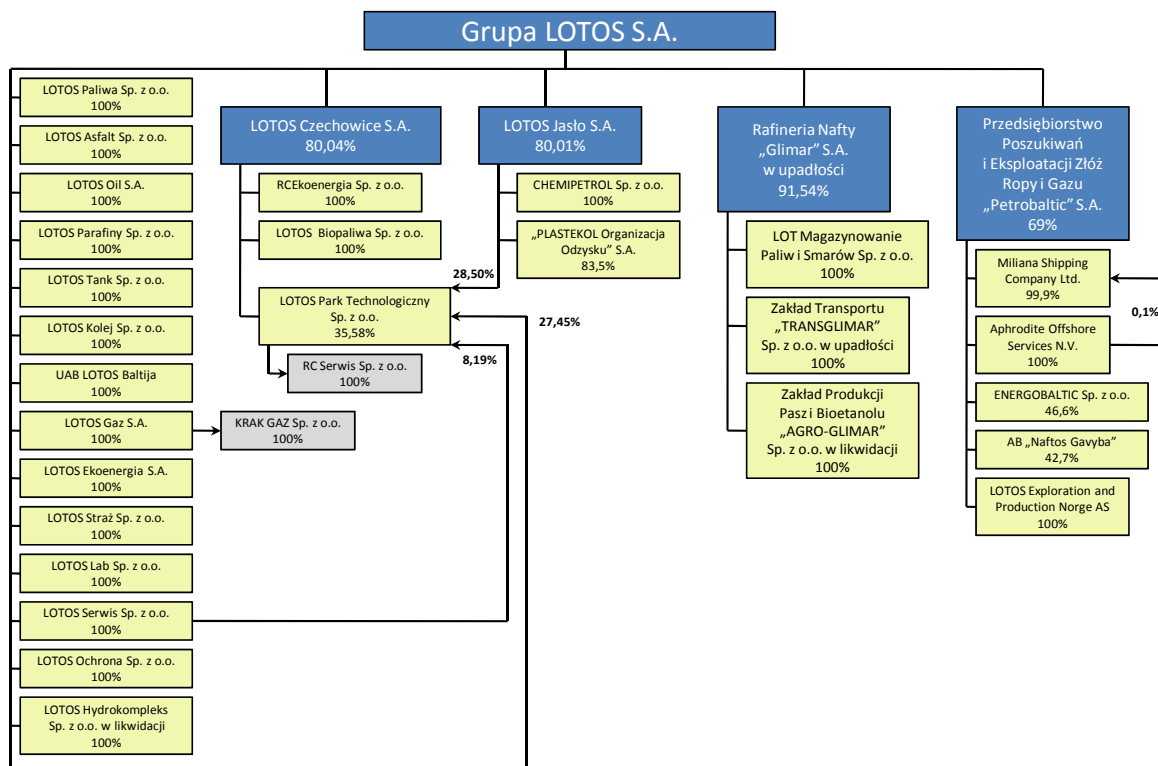 Grupa LOTOS S.A.
LOTOS Paliwa Sp. z o.o.
100%
LOTOS Asfalt Sp. z o.o.
100%
LOTOS Oil S.A.
100%
LOTOS Parafiny Sp. z o.o.
100%
LOTOS Tank Sp. z o.o.
100%
LOTOS Kolej Sp. z o.o.
100%
UAB LOTOS Baltija
100%
LOTOS Gaz S.A.
100%
KRAK GAZ Sp. z o.o.
100%
LOTOS Ekoenergia S.A.
100%
LOTOS Straż Sp. z o.o.
100%
LOTOS Lab Sp. z o.o.
100%
LOTOS Serwis Sp. z o.o.
100%
LOTOS Ochrona Sp. z o.o.
100%
LOTOS Hydrokompleks
Sp. z o.o. w likwidacji
100%
LOTOS Czechowice S.A.
80,04%
RCEkoenergia Sp. z o.o.
100%
LOTOS Biopaliwa Sp. z o.o.
100%
LOTOS Park Technologiczny
Sp. z o.o.
35,58%
RC Serwis Sp. z o.o.
100%
28,50%
27,45%
8,19%
LOTOS Jasło S.A.
80,01%
CHEMIPETROL Sp. z o.o.
100%
„PLASTEKOL Organizacja
Odzysku” S.A.
83,5%
Rafineria Nafty
„Glimar” S.A.
w upadłości
91,54%
LOT Magazynowanie
Paliw i Smarów Sp. z o.o.
100%
Zakład Transportu
„TRANSGLIMAR”
Sp. z o.o. w upadłości
100%
Zakład Produkcji
Pasz i Bioetanolu
„AGRO-GLIMAR”
Sp. z o.o. w likwidacji
100%
Przedsiębiorstwo
Poszukiwań
i Eksploatacji Złóż
Ropy i Gazu
„Petrobaltic” S.A.
69%
Miliana Shipping
Company Ltd.
99,9%
0,1%
Aphrodite Offshore
Services N.V.
100%
ENERGOBALTIC Sp. z o.o.
46,6%
AB „Naftos Gavyba”
42,7%
LOTOS Exploration and
Production Norge AS
100%